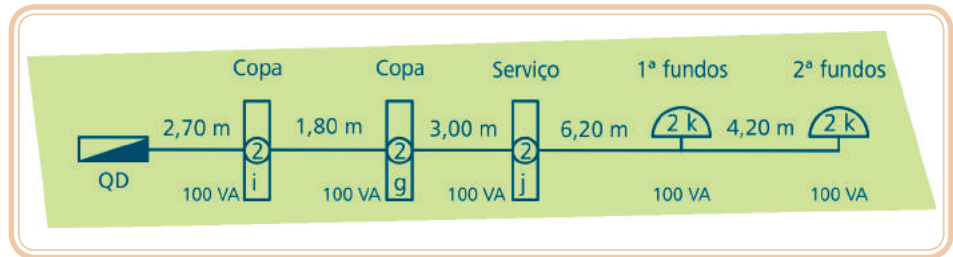 Copa Copa Serviço 1ª fundos 2ª fundos
2,70 m 1,80 m 3,00 m 6,20 m 2 k 4,20 m 2 k
2 2 2
QD
i g j
100 VA 100 VA 100 VA 100 VA 100 VA